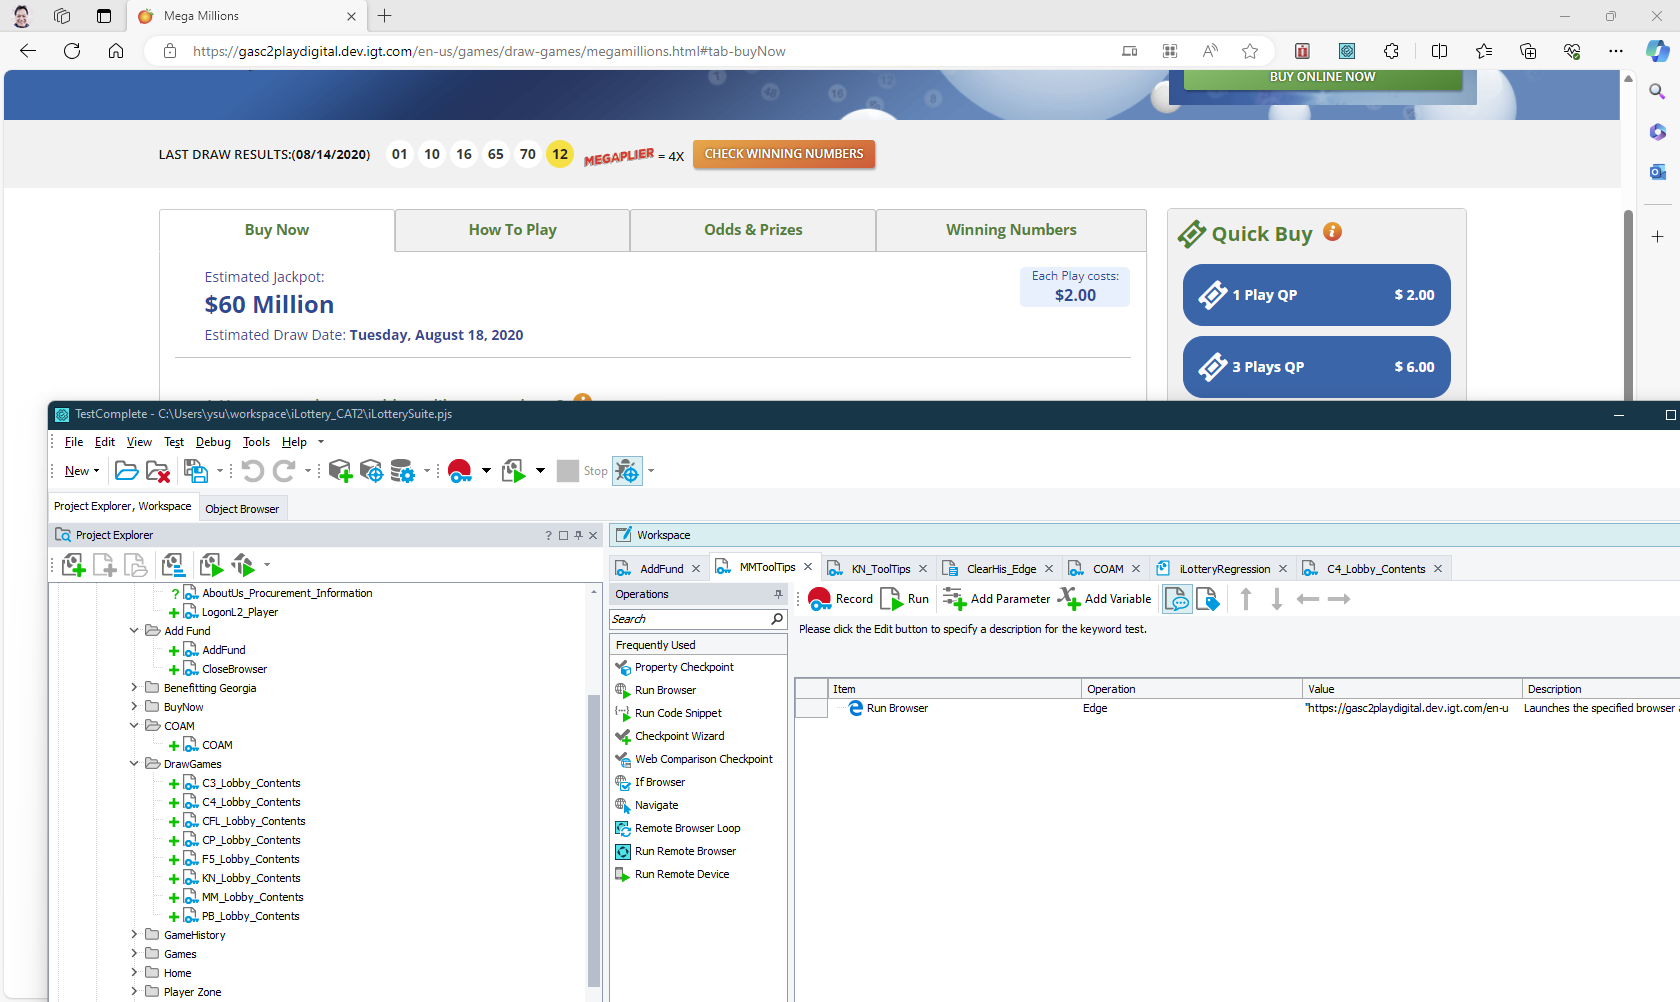 Mega Millions
https://gasc2playdigital.dev.igt.com/en-us/games/draw-games/megamillions.html#tab-buyNow
BUY ONLINE NOW
LAST DRAW RESULTS:(08/14/2020) 01 10 16 65 70 12 MEGAPLIER = 4X CHECK WINNING NUMBERS
Buy Now How To Play Odds & Prizes Winning Numbers
Quick Buy i
Estimated Jackpot:
$60 Million
Estimated Draw Date: Tuesday, August 18, 2020
Each Play costs:
$2.00
1 Play QP $ 2.00
3 Plays QP $ 6.00
TestComplete - C:\Users\ysu\workspace\iLottery_CAT2\iLotterySuite.pjs
File Edit View Test Debug Tools Help
New Stop
Project Explorer, Workspace Object Browser
Project Explorer
AboutUs_Procurement_Information
LogonL2_Player
Add Fund
AddFund
CloseBrowser
Benefitting Georgia
BuyNow
COAM
COAM
DrawGames
C3_Lobby_Contents
C4_Lobby_Contents
CFL_Lobby_Contents
CP_Lobby_Contents
F5_Lobby_Contents
KN_Lobby_Contents
MM_Lobby_Contents
PB_Lobby_Contents
GameHistory
Games
Home
Player Zone
Workspace
AddFund MMToolTips KN_ToolTips ClearHis_Edge COAM iLotteryRegression C4_Lobby_Contents
Operations
Search
Frequently Used
Property Checkpoint
Run Browser
Run Code Snippet
Checkpoint Wizard
Web Comparison Checkpoint
If Browser
Navigate
Remote Browser Loop
Run Remote Browser
Run Remote Device
Record Run Add Parameter Add Variable
Please click the Edit button to specify a description for the keyword test.
Item Operation Value Description
Run Browser Edge "https://gasc2playdigital.dev.igt.com/en-u Launches the specified browser